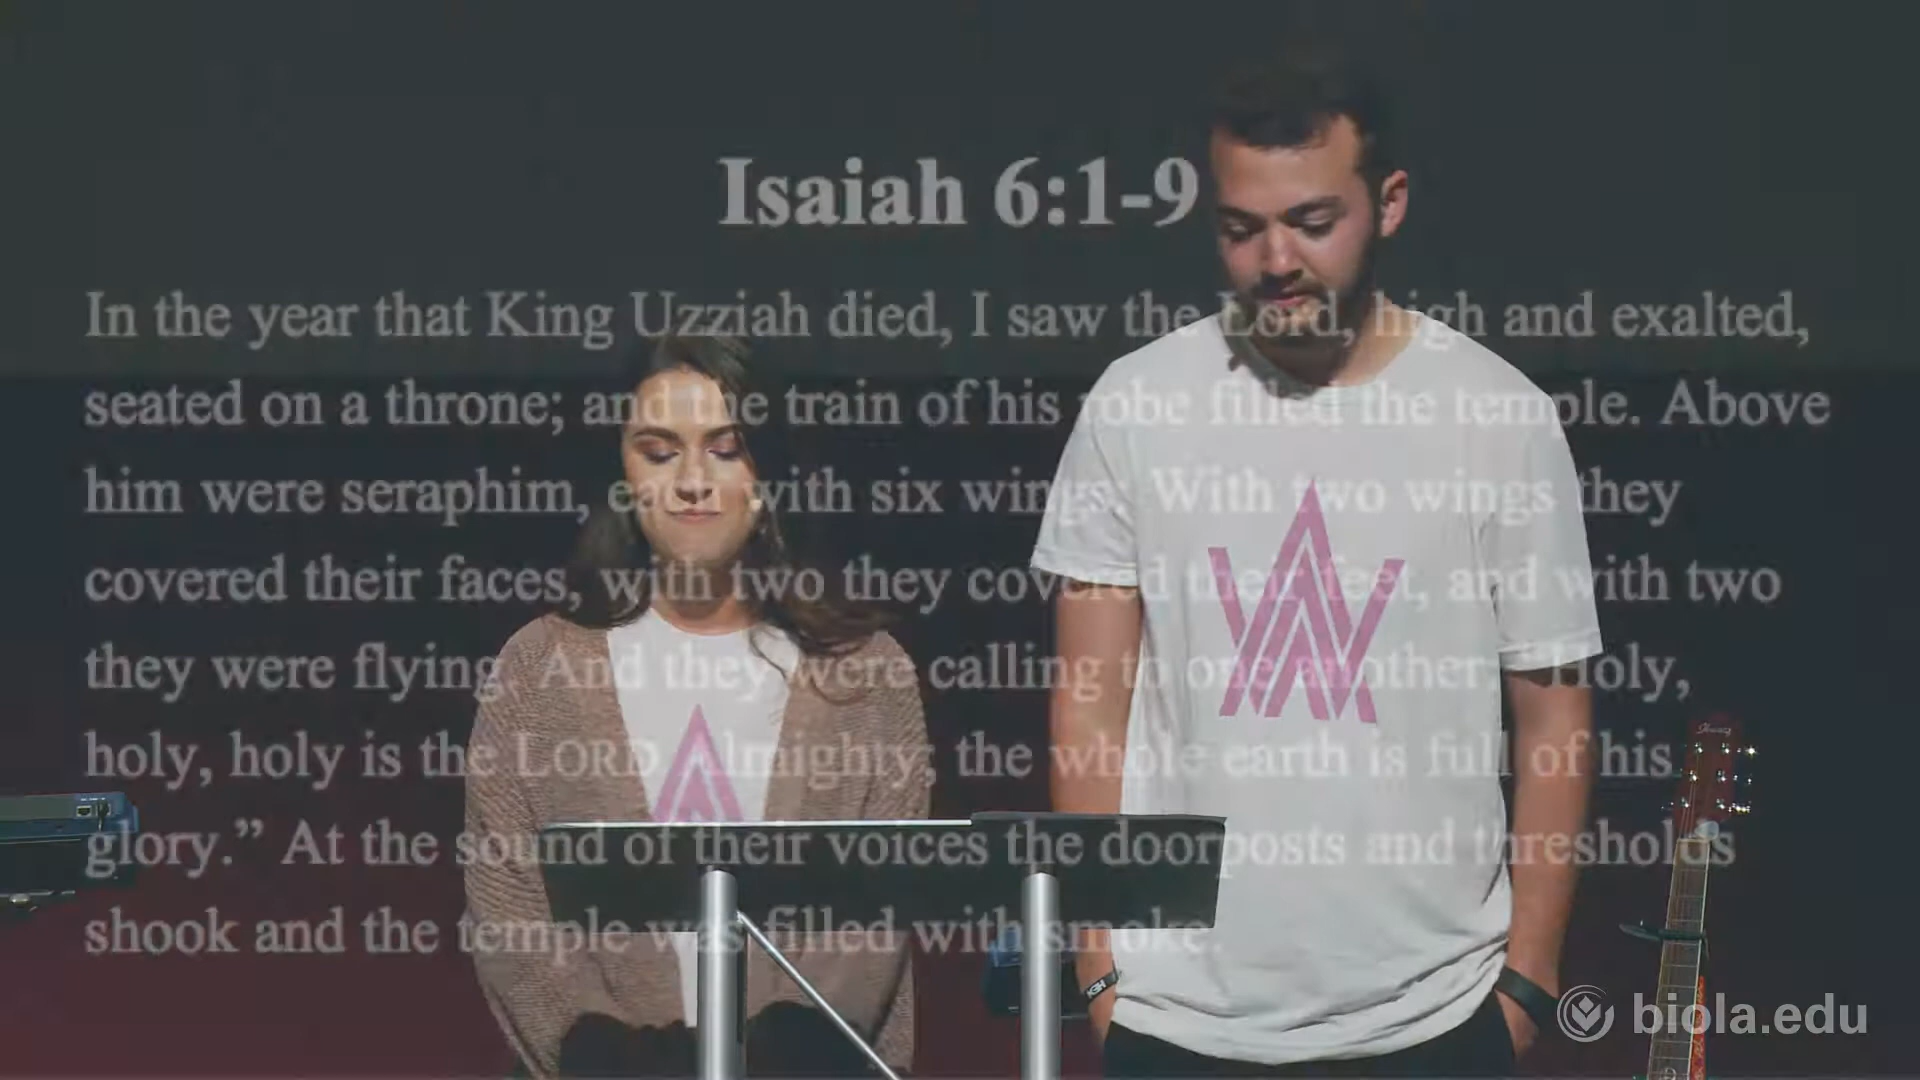 Isaiah 6:1-9
In the year that King Uzziah died, I saw the Lord, high and exalted,
seated on a throne; and the train of his robe filled the temple. Above
him were seraphim, each with six wings. With two wings they
covered their faces, with two they covered their feet, and with two
they were flying. And they were calling to one another: "Holy,
holy, holy is the LORD Almighty; the whole earth is full of his
glory.” At the sound of their voices the doorposts and thresholds
shook and the temple was filled with smoke.
Ibanez
biola.edu